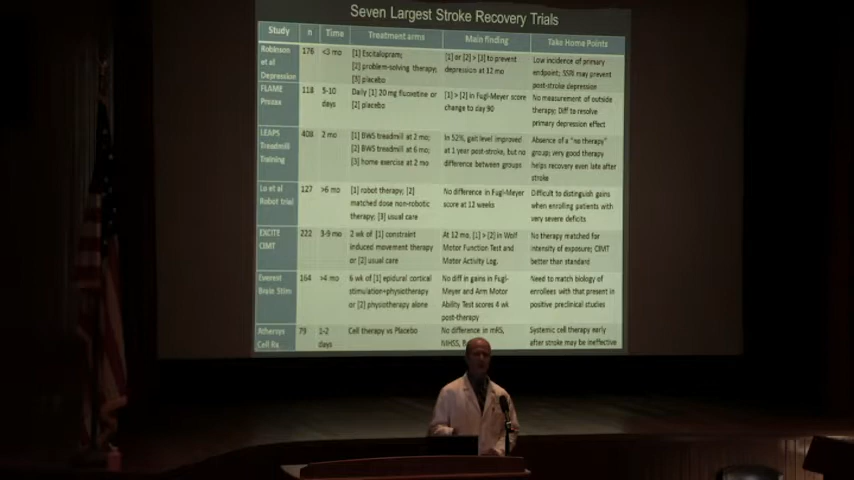 Seven Largest Stroke Recovery Trials
Study n Time Treatment arms Main finding Take Home Points
Robinson et al Depression 176 <3 mo [1] Escitalopram; [2] problem-solving therapy; [3] placebo [1] or [2] > [3] to prevent depression at 12 mo Low incidence of primary endpoint; SSRI may prevent post-stroke depression
FLAME Prozac 118 5-10 days Daily [1] 20 mg fluoxetine or [2] placebo [1] > [2] in Fugl-Meyer score change to day 90 No measurement of outside therapy; Diff to resolve primary depression effect
LEAPS Treadmill Training 408 2 mo [1] BWS treadmill at 2 mo; [2] BWS treadmill at 6 mo; [3] home exercise at 2 mo In 52%, gait level improved at 1 year post-stroke, but no difference between groups Absence of a "no therapy" group; very good therapy helps recovery even late after stroke
Lo et al Robot trial 127 >6 mo [1] robot therapy; [2] matched dose non-robotic therapy; [3] usual care No difference in Fugl-Meyer score at 12 weeks Difficult to distinguish gains when enrolling patients with very severe deficits
EXCITE CIMT 222 3-9 mo 2 wk of [1] constraint induced movement therapy or [2] usual care At 12 mo, [1] > [2] in Wolf Motor Function Test and Motor Activity Log. No therapy matched for intensity of exposure; CIMT better than standard
Everest Brain Stim 164 >4 mo 6 wk of [1] epidural cortical stimulation+physiotherapy or [2] physiotherapy alone No diff in gains in Fugl-Meyer and Arm Motor Ability Test scores 4 wk post-therapy Need to match biology of enrollees with that present in positive preclinical studies
Athersys Cell Rx 79 1-2 days Cell therapy vs Placebo No difference in mRS, NIHSS, Systemic cell therapy early after stroke may be ineffective